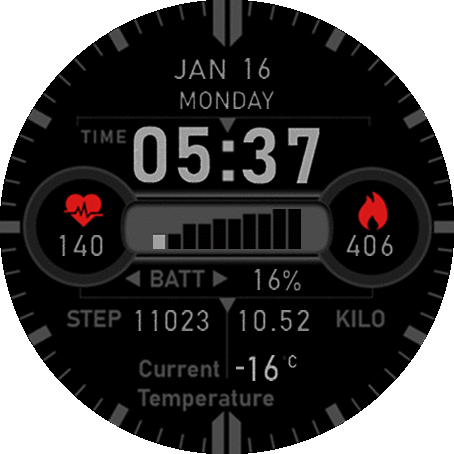 JAN 16
MONDAY
TIME 05:37
140
406
BATT 16%
STEP 11023 10.52 KILO
Current -16°C
Temperature